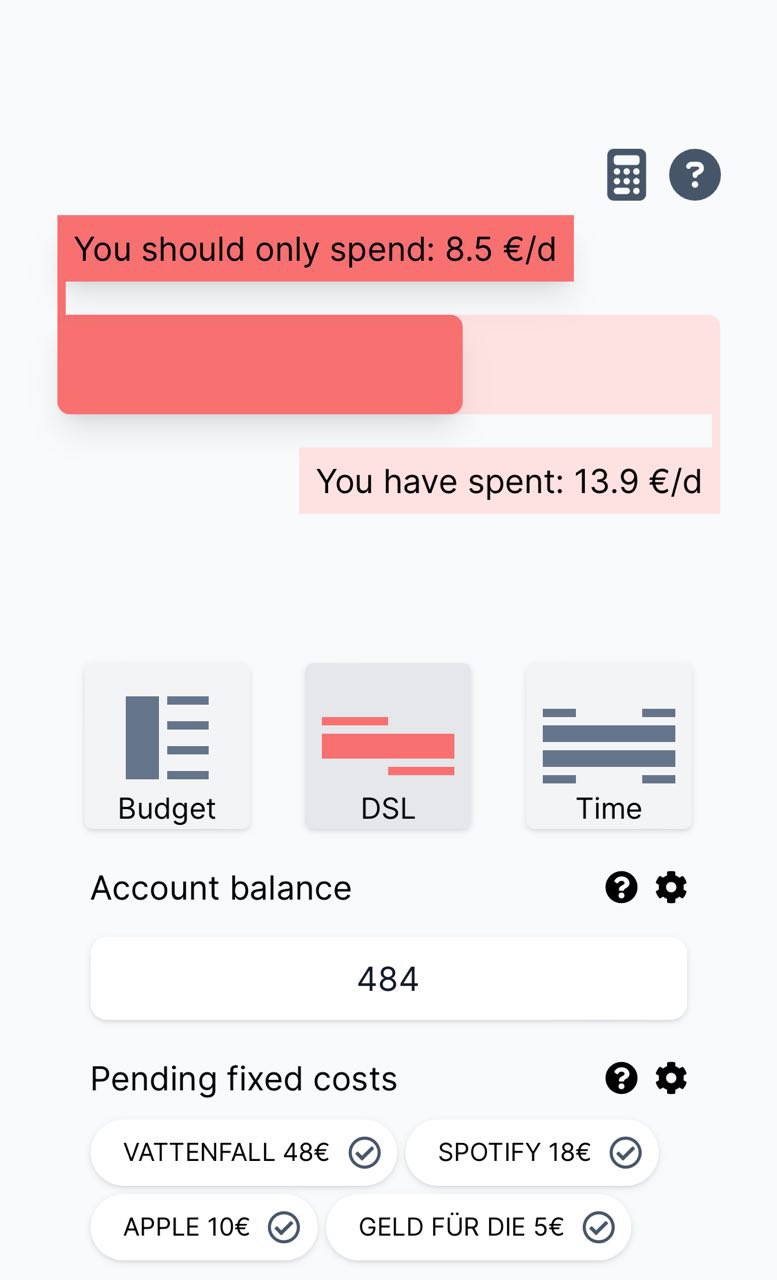 You should only spend: 8.5 €/d
You have spent: 13.9 €/d
Budget
DSL
Time
Account balance
484
Pending fixed costs
VATTENFALL 48€
SPOTIFY 18€
APPLE 10€
GELD FÜR DIE 5€